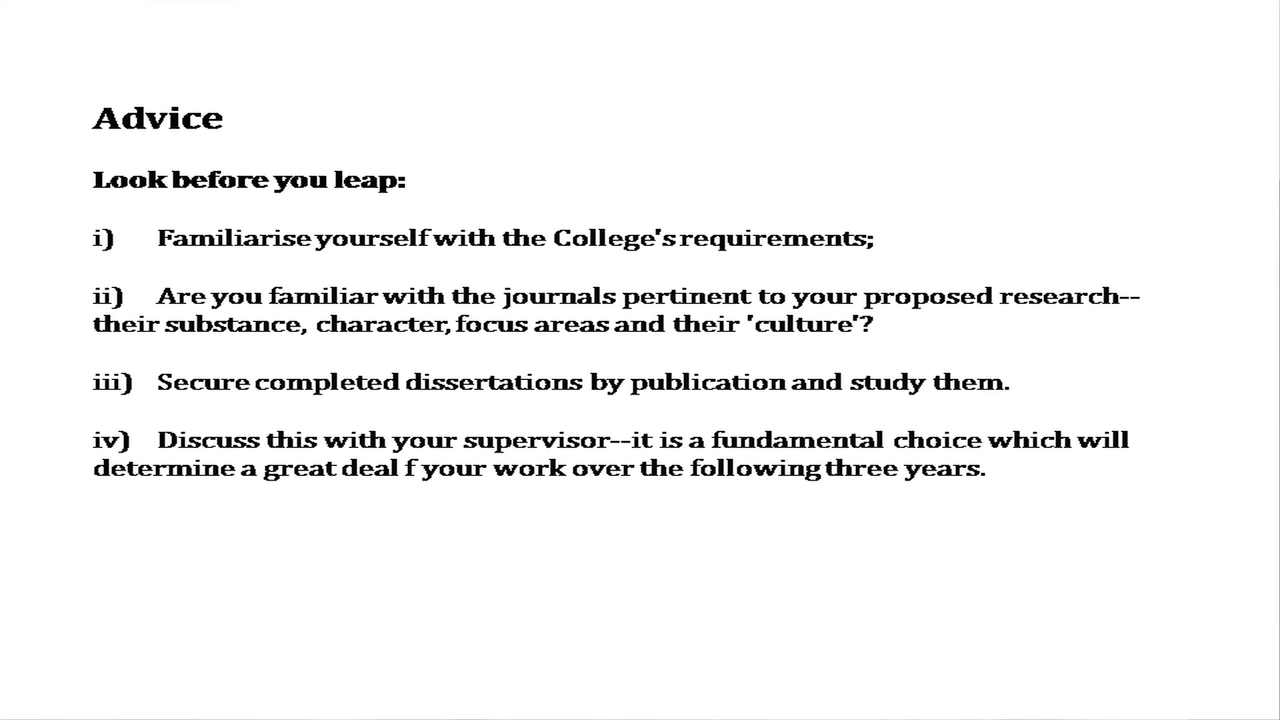 Advice
Look before you leap:
i) Familiarise yourself with the College's requirements;
ii) Are you familiar with the journals pertinent to your proposed research--
their substance, character, focus areas and their 'culture'?
iii) Secure completed dissertations by publication and study them.
iv) Discuss this with your supervisor--it is a fundamental choice which will
determine a great deal f your work over the following three years.